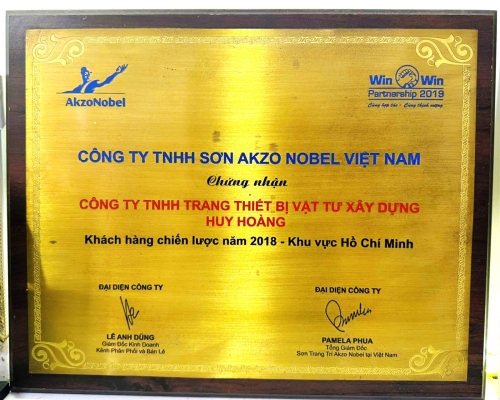 AkzoNobel
Win Win
Partnership 2019
Cùng hợp tác - Cùng thịnh vượng
CÔNG TY TNHH SƠN AKZO NOBEL VIỆT NAM
Chứng nhận
CÔNG TY TNHH TRANG THIẾT BỊ VẬT TƯ XÂY DỰNG
HUY HOÀNG
Khách hàng chiến lược năm 2018 - Khu vực Hồ Chí Minh
ĐẠI DIỆN CÔNG TY
LÊ ANH DŨNG
Giám Đốc Kinh Doanh
Kênh Phân Phối và Bán Lẻ
ĐẠI DIỆN CÔNG TY
PAMELA PHUA
Tổng Giám Đốc
Sơn Trang Trí Akzo Nobel tại Việt Nam